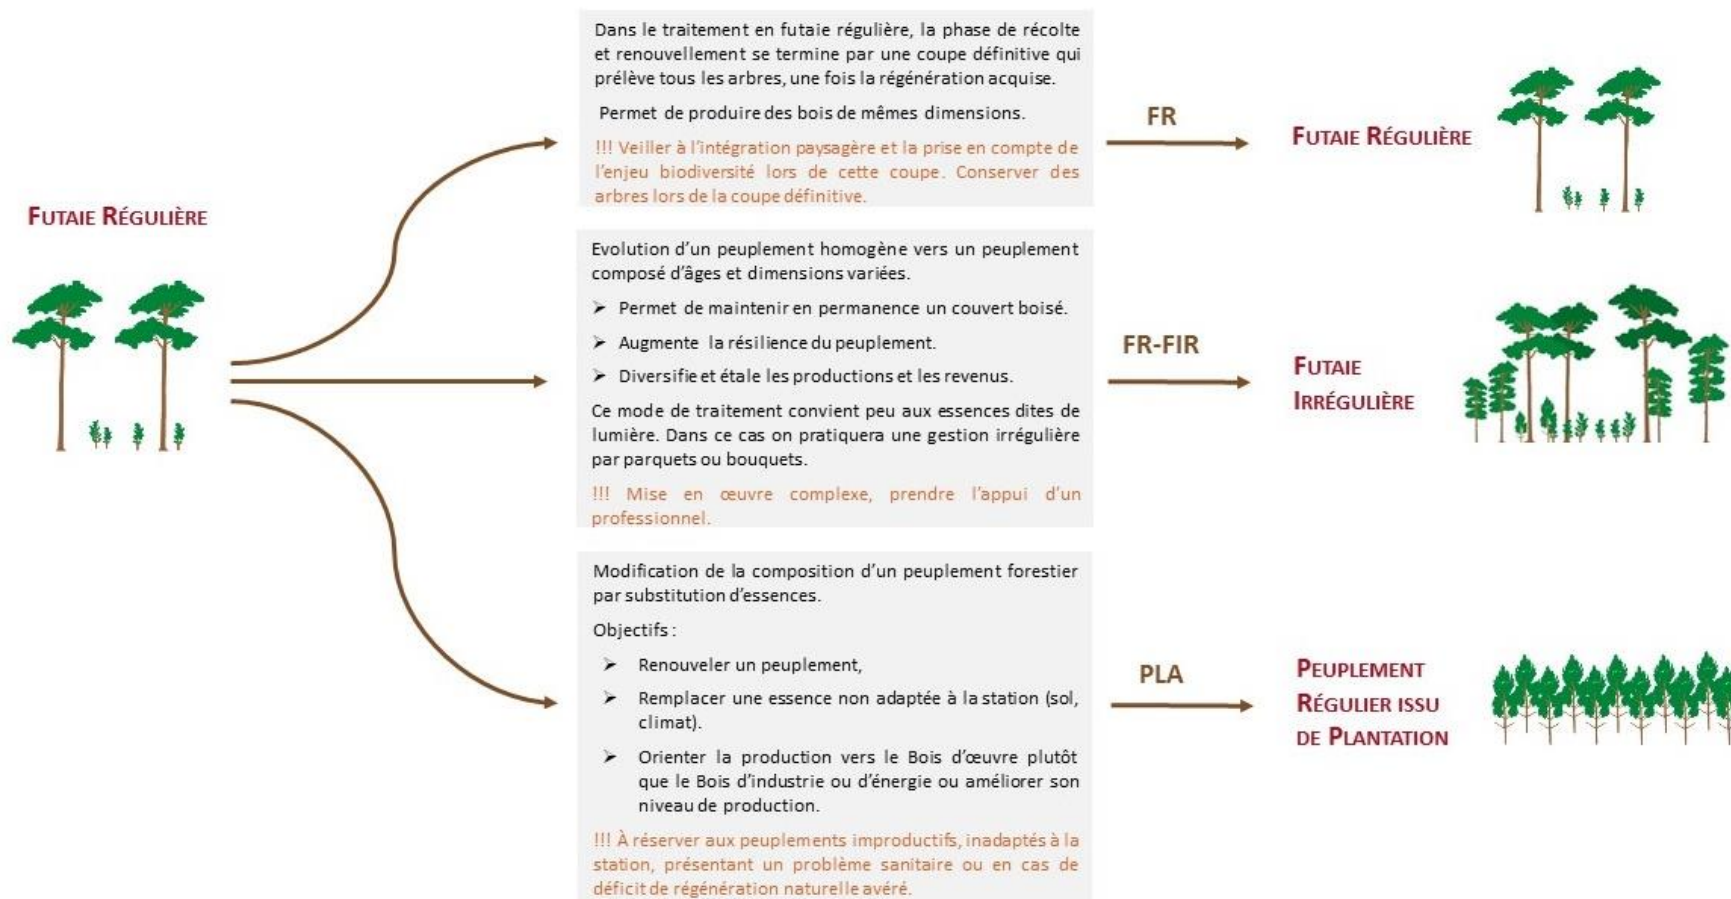 FUTAIE RÉGULIÈRE
Dans le traitement en futaie régulière, la phase de récolte
et renouvellement se termine par une coupe définitive qui
prélève tous les arbres, une fois la régénération acquise.
Permet de produire des bois de mêmes dimensions.
!!! Veiller à l'intégration paysagère et la prise en compte de
l'enjeu biodiversité lors de cette coupe. Conserver des
arbres lors de la coupe définitive.
FR
FUTAIE RÉGULIÈRE
Evolution d'un peuplement homogène vers un peuplement
composé d'âges et dimensions variées.
➢ Permet de maintenir en permanence un couvert boisé.
➢ Augmente la résilience du peuplement.
➢ Diversifie et étale les productions et les revenus.
Ce mode de traitement convient peu aux essences dites de
lumière. Dans ce cas on pratiquera une gestion irrégulière
par parquets ou bouquets.
!!! Mise en œuvre complexe, prendre l'appui d'un
professionnel.
FR-FIR
FUTAIE
IRRÉGULIÈRE
Modification de la composition d'un peuplement forestier
par substitution d'essences.
Objectifs :
➢ Renouveler un peuplement,
➢ Remplacer une essence non adaptée à la station (sol,
climat).
➢ Orienter la production vers le Bois d'œuvre plutôt
que le Bois d'industrie ou d'énergie ou améliorer son
niveau de production.
!!! À réserver aux peuplements improductifs, inadaptés à la
station, présentant un problème sanitaire ou en cas de
déficit de régénération naturelle avéré.
PLA
PEUPLEMENT
RÉGULIER ISSU
DE PLANTATION